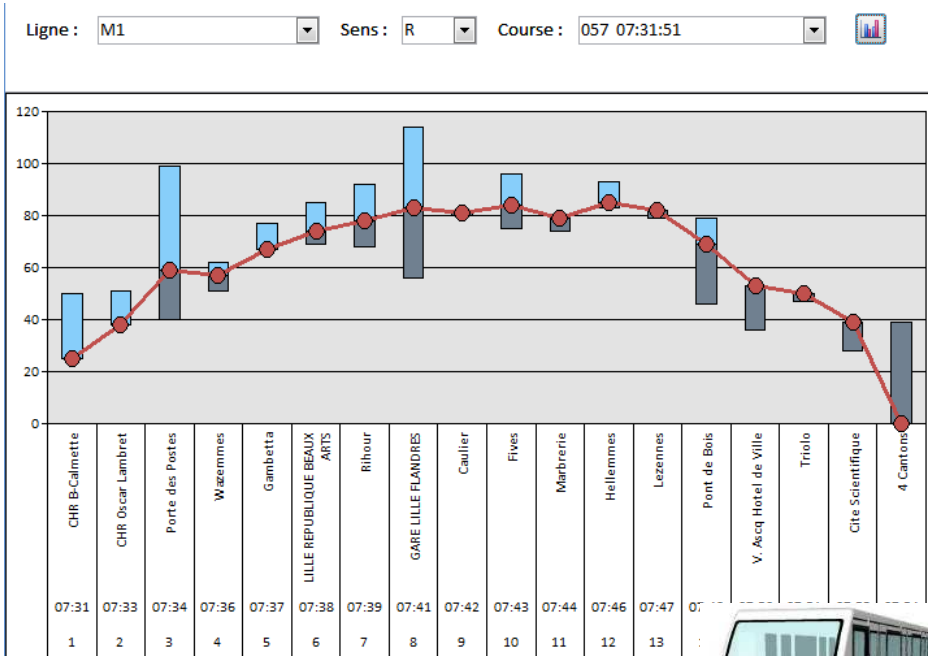 Ligne : M1 Sens : R Course : 057 07:31:51
120
100
80
60
40
20
0
CHR B-Calmette
CHR Oscar Lambret
Porte des Postes
Wazemmes
Gambetta
LILLE REPUBLIQUE BEAUX
ARTS
Rihour
GARE LILLE FLANDRES
Caulier
Fives
Marbrerie
Hellemmes
Lezennes
Pont de Bois
V. Ascq Hotel de Ville
Triolo
Cite Scientifique
4 Cantons
07:31 07:33 07:34 07:36 07:37 07:38 07:39 07:41 07:42 07:43 07:44 07:46 07:47
1 2 3 4 5 6 7 8 9 10 11 12 13